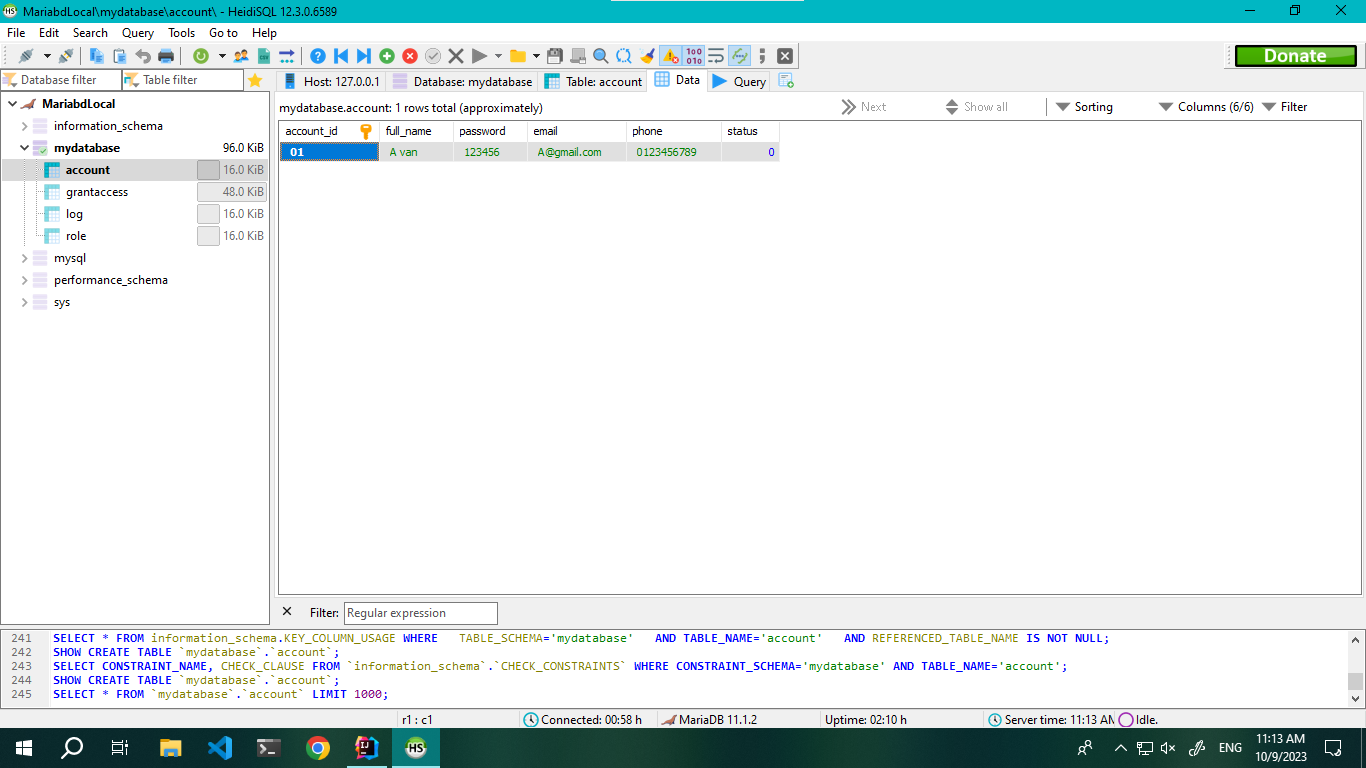 MariabdLocal\mydatabase\account\ - HeidiSQL 12.3.0.6589
File Edit Search Query Tools Go to Help
Donate
Database filter Table filter
Host: 127.0.0.1 Database: mydatabase Table: account Data Query
MariabdLocal
information_schema
mydatabase 96.0 KiB
account 16.0 KiB
grantaccess 48.0 KiB
log 16.0 KiB
role 16.0 KiB
mysql
performance_schema
sys
mydatabase.account: 1 rows total (approximately) Next Show all Sorting Columns (6/6) Filter
account_id full_name password email phone status
01 A van 123456 A@gmail.com 0123456789 0
Filter: Regular expression
241 SELECT * FROM information_schema.KEY_COLUMN_USAGE WHERE TABLE_SCHEMA='mydatabase' AND TABLE_NAME='account' AND REFERENCED_TABLE_NAME IS NOT NULL;
242 SHOW CREATE TABLE `mydatabase`.`account`;
243 SELECT CONSTRAINT_NAME, CHECK_CLAUSE FROM `information_schema`.`CHECK_CONSTRAINTS` WHERE CONSTRAINT_SCHEMA='mydatabase' AND TABLE_NAME='account';
244 SHOW CREATE TABLE `mydatabase`.`account`;
245 SELECT * FROM `mydatabase`.`account` LIMIT 1000;
r1 : c1 Connected: 00:58 h MariaDB 11.1.2 Uptime: 02:10 h Server time: 11:13 AM Idle.
HS
ENG
11:13 AM
10/9/2023